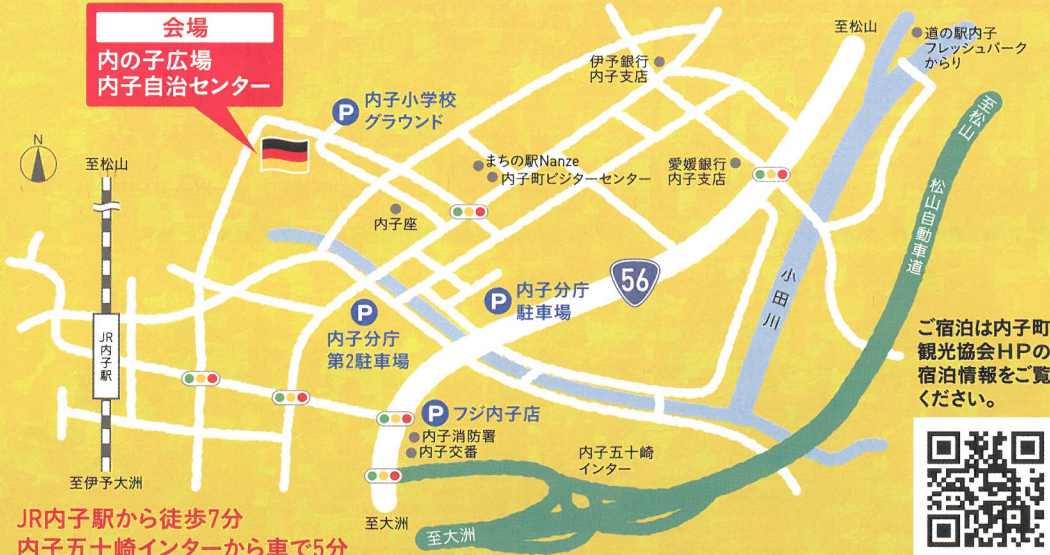 会場
内の子広場
内子自治センター
N
至松山
P 内子小学校
グラウンド
伊予銀行
内子支店
至松山
道の駅内子
フレッシュパーク
からり
至松山
松山自動車道
まちの駅Nanze
内子町ビジターセンター
愛媛銀行
内子支店
内子座
56
小田川
P 内子分庁
駐車場
P
内子分庁
第2駐車場
JR内子駅
P フジ内子店
内子消防署
内子交番
内子五十崎
インター
至伊予大洲
至大洲
至大洲
ご宿泊は内子町
観光協会HPの
宿泊情報をご覧
ください。
JR内子駅から徒歩7分
内子五十崎インターから車で5分